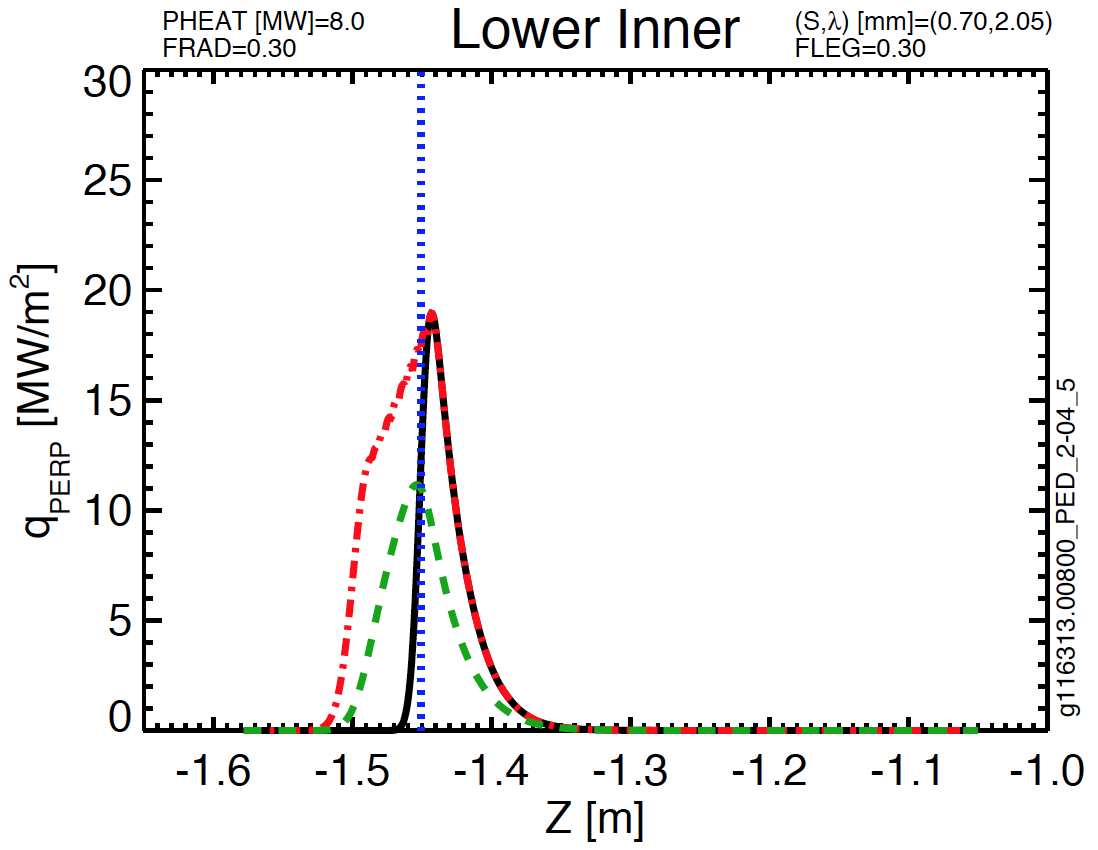 PHEAT [MW]=8.0
FRAD=0.30
Lower Inner
(S,λ) [mm]=(0.70,2.05)
FLEG=0.30
30
25
20
15
10
5
0
qPERP [MW/m²]
-1.6
-1.5
-1.4
-1.3
-1.2
-1.1
-1.0
Z [m]
g116313.00800_PED_2-04_5